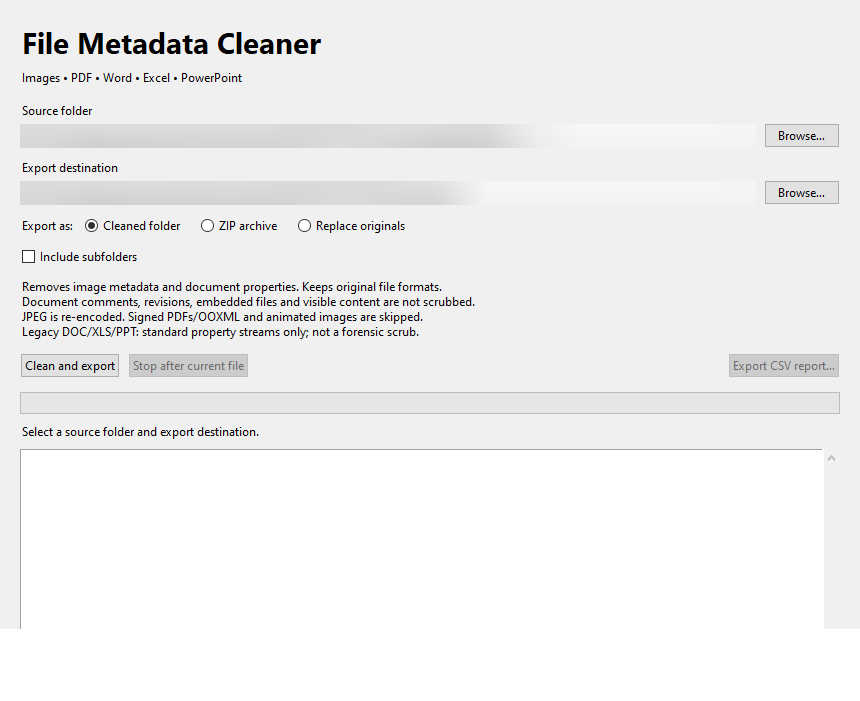 File Metadata Cleaner
Images • PDF • Word • Excel • PowerPoint
Source folder
Browse...
Export destination
Browse...
Export as: Cleaned folder ZIP archive Replace originals
Include subfolders
Removes image metadata and document properties. Keeps original file formats.
Document comments, revisions, embedded files and visible content are not scrubbed.
JPEG is re-encoded. Signed PDFs/OOXML and animated images are skipped.
Legacy DOC/XLS/PPT: standard property streams only; not a forensic scrub.
Clean and export Stop after current file Export CSV report...
Select a source folder and export destination.